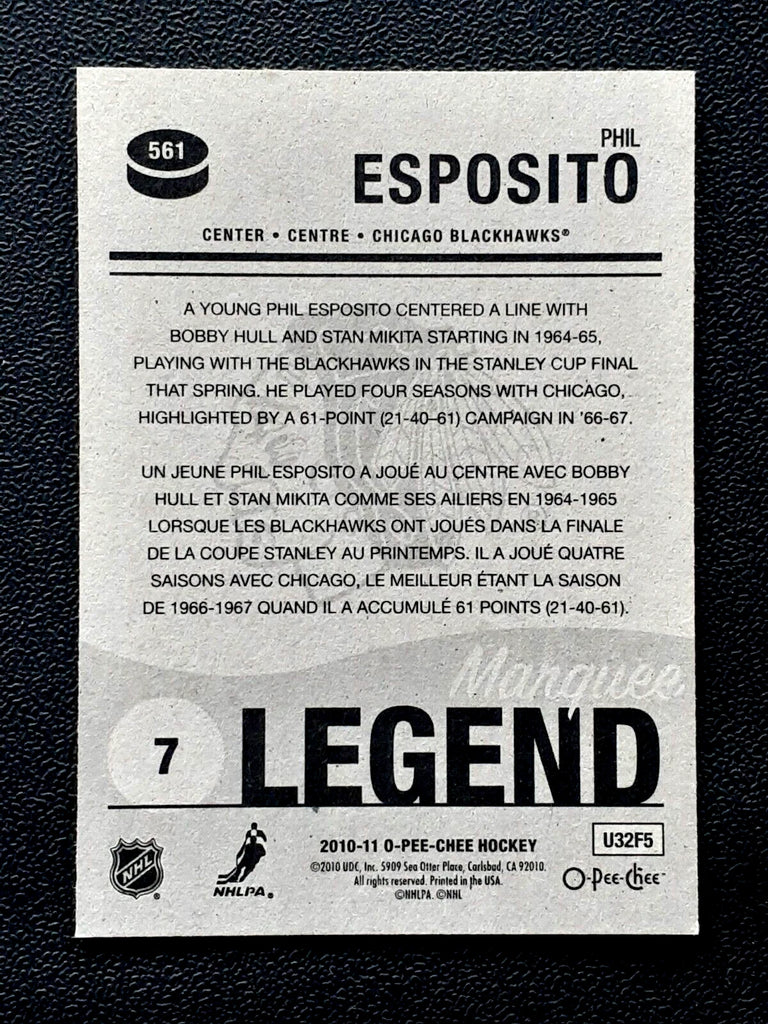 561
PHIL
ESPOSITO
CENTER • CENTRE • CHICAGO BLACKHAWKS®
A YOUNG PHIL ESPOSITO CENTERED A LINE WITH
BOBBY HULL AND STAN MIKITA STARTING IN 1964-65,
PLAYING WITH THE BLACKHAWKS IN THE STANLEY CUP FINAL
THAT SPRING. HE PLAYED FOUR SEASONS WITH CHICAGO,
HIGHLIGHTED BY A 61-POINT (21-40–61) CAMPAIGN IN '66-67.
UN JEUNE PHIL ESPOSITO A JOUÉ AU CENTRE AVEC BOBBY
HULL ET STAN MIKITA COMME SES AILIERS EN 1964-1965
LORSQUE LES BLACKHAWKS ONT JOUÉS DANS LA FINALE
DE LA COUPE STANLEY AU PRINTEMPS. IL A JOUÉ QUATRE
SAISONS AVEC CHICAGO, LE MEILLEUR ÉTANT LA SAISON
DE 1966-1967 QUAND IL A ACCUMULÉ 61 POINTS (21-40-61).
Marquee
7 LEGEND
NHL ®
NHLPA®
2010-11 O-PEE-CHEE HOCKEY
©2010 UDC, Inc. 5909 Sea Otter Place, Carlsbad, CA 92010.
All rights reserved. Printed in the USA.
©NHLPA. ©NHL
U32F5
O-Pee-Chee™